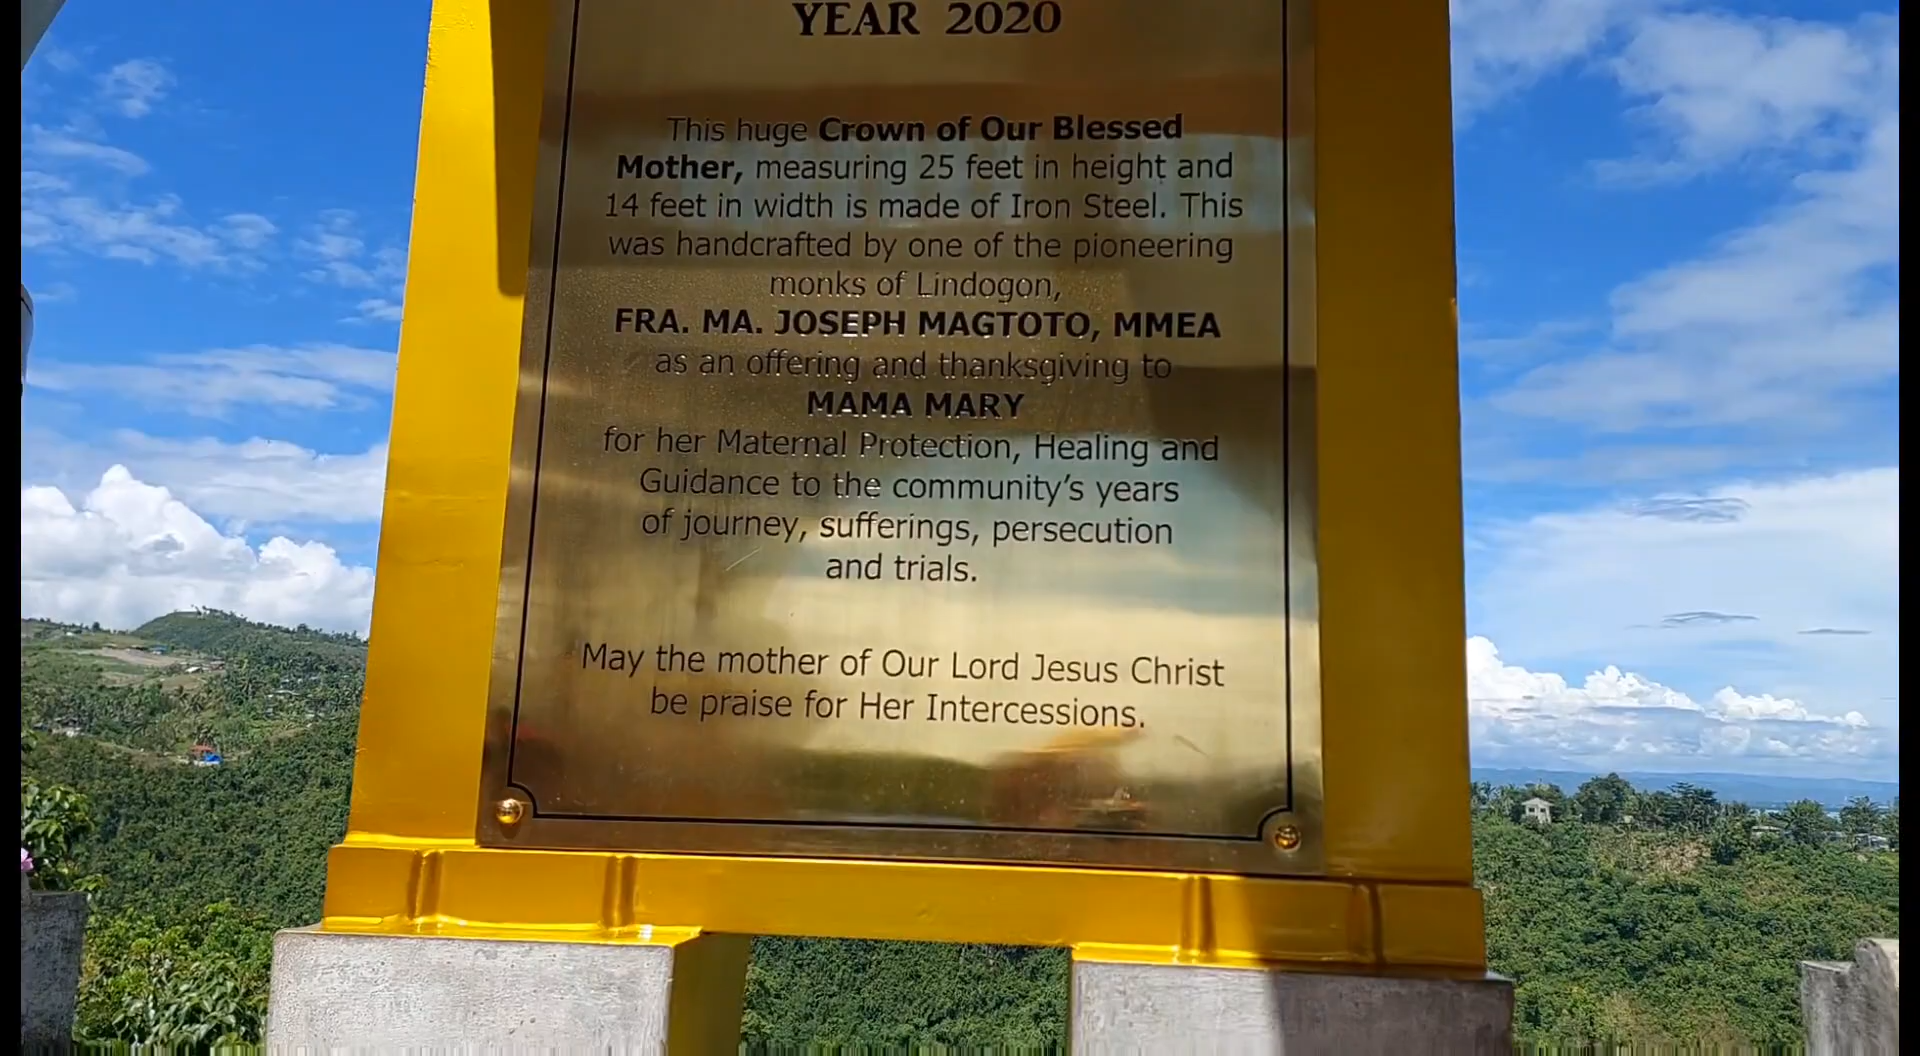 YEAR 2020
This huge Crown of Our Blessed
Mother, measuring 25 feet in height and
14 feet in width is made of Iron Steel. This
was handcrafted by one of the pioneering
monks of Lindogon,
FRA. MA. JOSEPH MAGTOTO, MMEA
as an offering and thanksgiving to
MAMA MARY
for her Maternal Protection, Healing and
Guidance to the community's years
of journey, sufferings, persecution
and trials.
May the mother of Our Lord Jesus Christ
be praise for Her Intercessions.